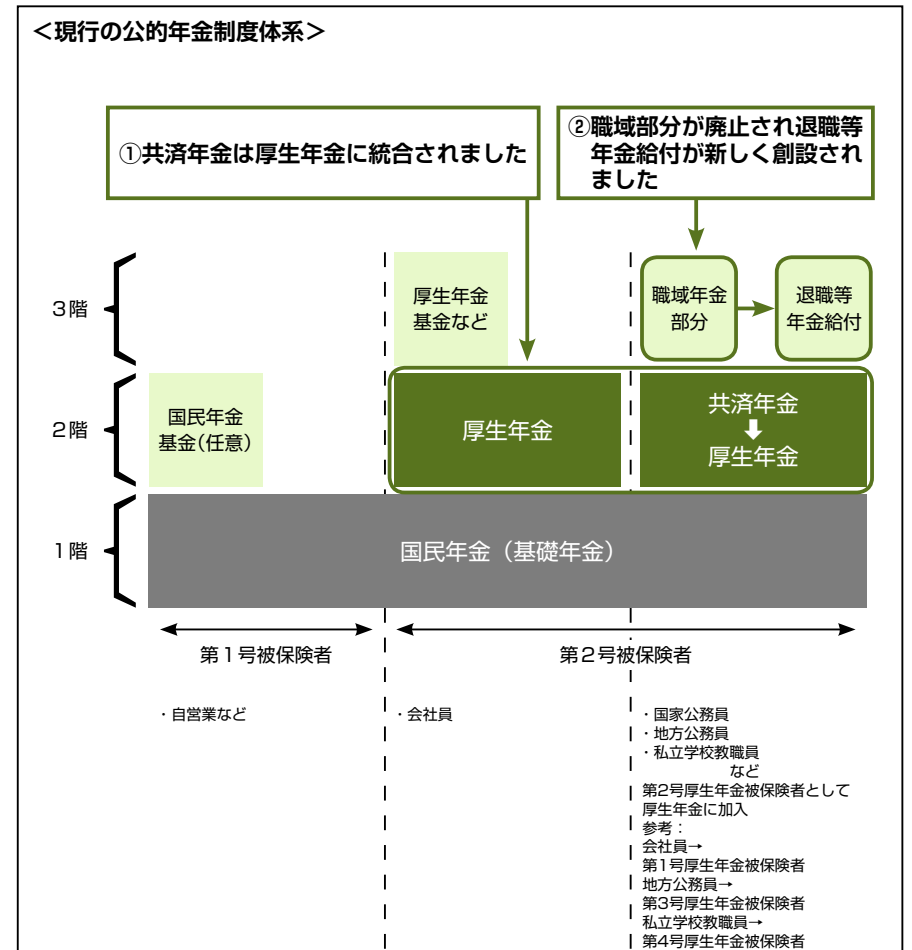 ＜現行の公的年金制度体系＞
①共済年金は厚生年金に統合されました
②職域部分が廃止され退職等
年金給付が新しく創設され
ました
3階
厚生年金
基金など
職域年金
部分
退職等
年金給付
2階
国民年金
基金(任意)
厚生年金
共済年金
厚生年金
1階
国民年金（基礎年金）
第1号被保険者
第2号被保険者
・自営業など
・会社員
・国家公務員
・地方公務員
・私立学校教職員
など
第2号厚生年金被保険者として
厚生年金に加入
参考：
会社員→
第1号厚生年金被保険者
地方公務員→
第3号厚生年金被保険者
私立学校教職員→
第4号厚生年金被保険者